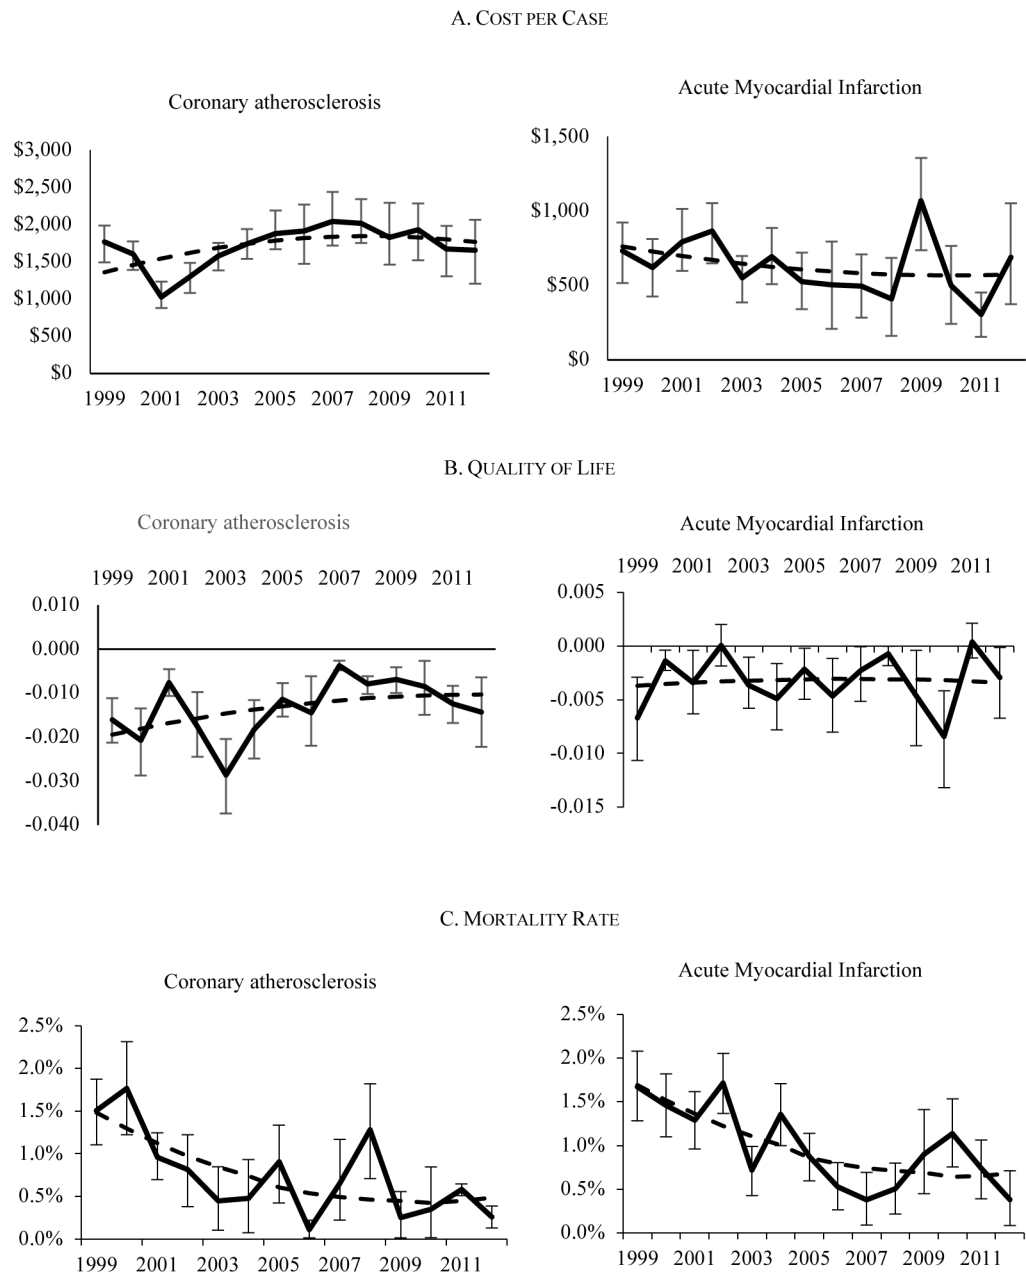 A. COST PER CASE
Coronary atherosclerosis
$3,000
$2,500
$2,000
$1,500
$1,000
$500
$0
1999 2001 2003 2005 2007 2009 2011
Acute Myocardial Infarction
$1,500
$1,000
$500
$0
1999 2001 2003 2005 2007 2009 2011
B. QUALITY OF LIFE
Coronary atherosclerosis
1999 2001 2003 2005 2007 2009 2011
0.010
0.000
-0.010
-0.020
-0.030
-0.040
Acute Myocardial Infarction
1999 2001 2003 2005 2007 2009 2011
0.005
0.000
-0.005
-0.010
-0.015
C. MORTALITY RATE
Coronary atherosclerosis
2.5%
2.0%
1.5%
1.0%
0.5%
0.0%
1999 2001 2003 2005 2007 2009 2011
Acute Myocardial Infarction
2.5%
2.0%
1.5%
1.0%
0.5%
0.0%
1999 2001 2003 2005 2007 2009 2011